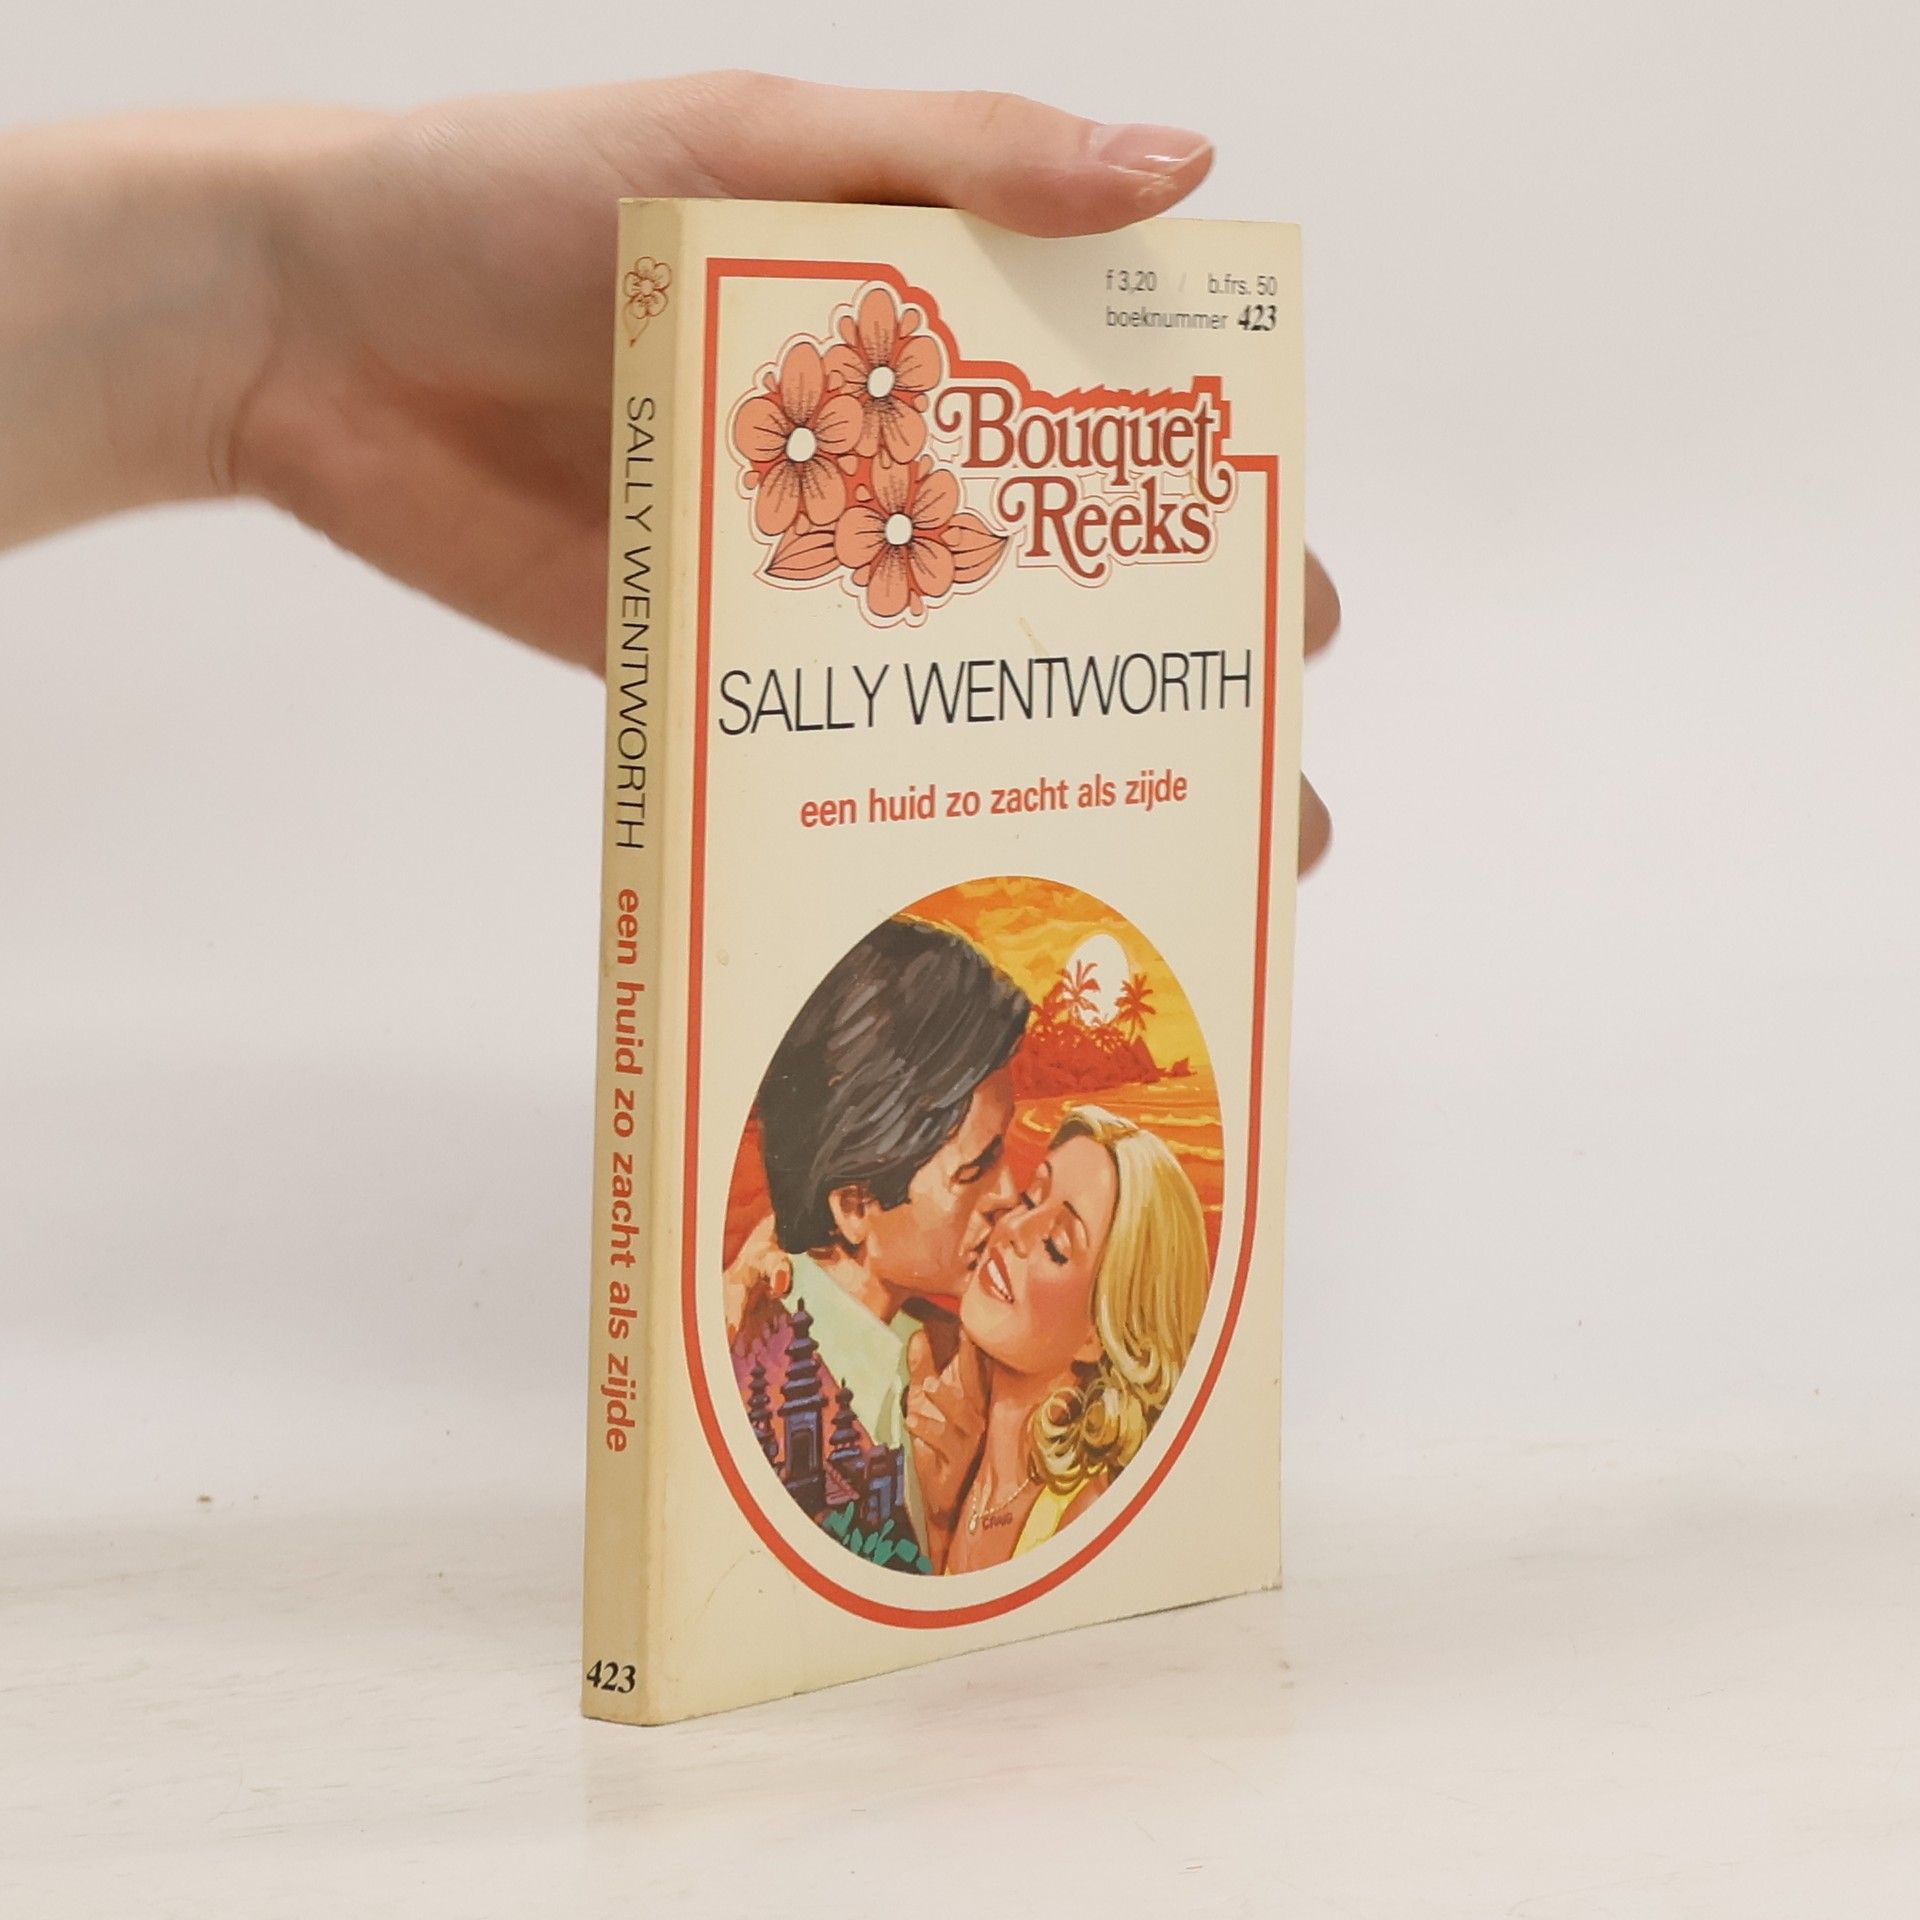 f 3,20 / b.frs. 50
boeknummer 423
Bouquet
Reeks
SALLY WENTWORTH
een huid zo zacht als zijde
CRAIG
SALLY WENTWORTH een huid zo zacht als zijde
423